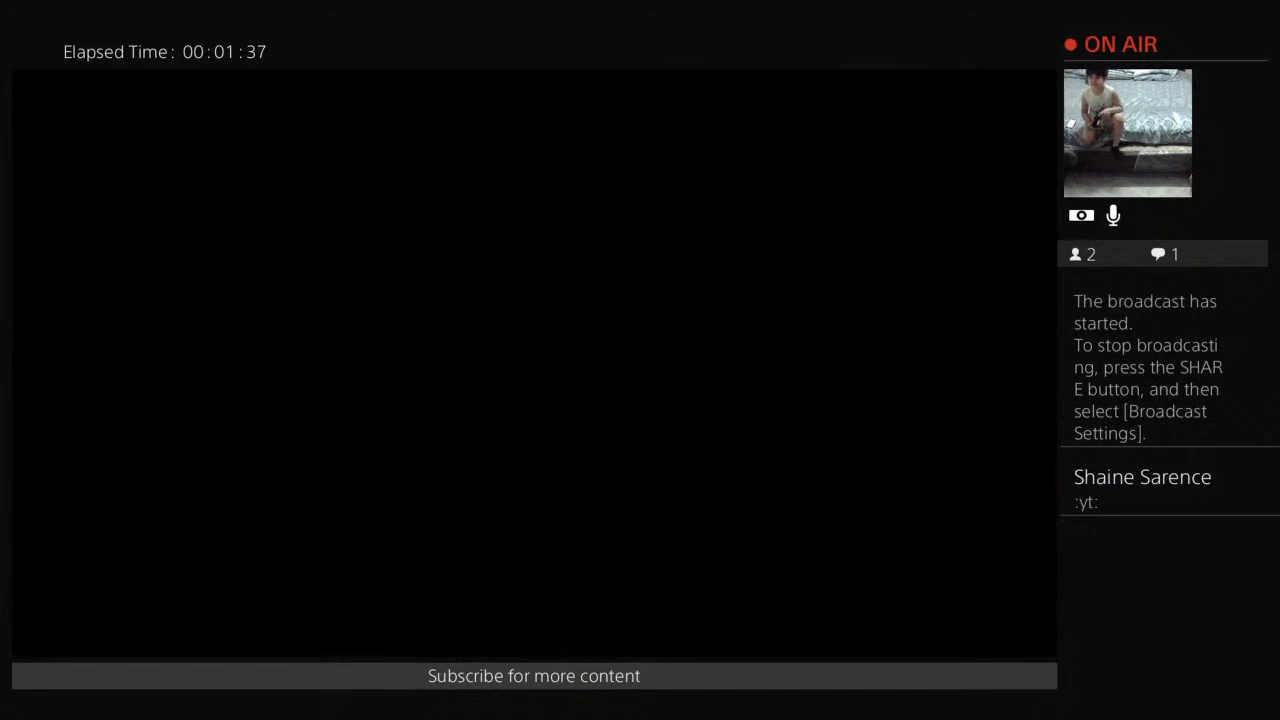 Elapsed Time: 00:01:37
ON AIR
2 1
The broadcast has
started.
To stop broadcasti
ng, press the SHAR
E button, and then
select [Broadcast
Settings].
Shaine Sarence
:yt:
Subscribe for more content